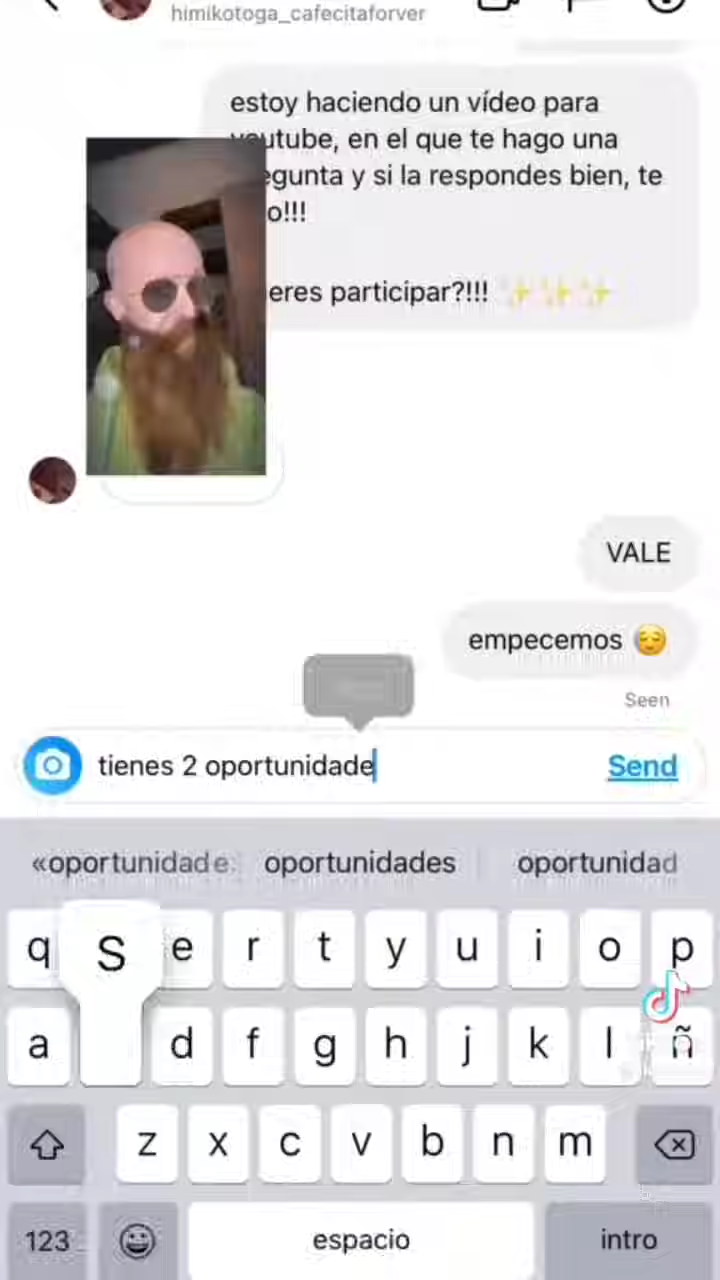 himikotoga_cafecitaforver
estoy haciendo un vídeo para
youtube, en el que te hago una
egunta y si la respondes bien, te
o!!!
eres participar?!!! ✨✨✨
VALE
empecemos 😌
Seen
tienes 2 oportunidade
Send
«oportunidade oportunidades oportunidad
q S e r t y u i o p
a d f g h j k l ñ
z x c v b n m
123 espacio intro